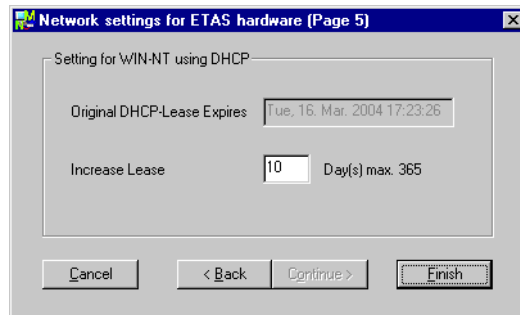 Network settings for ETAS hardware (Page 5)
Setting for WIN-NT using DHCP
Original DHCP-Lease Expires Tue, 16. Mar. 2004 17:23:26
Increase Lease 10 Day(s) max. 365
Cancel < Back Continue > Finish